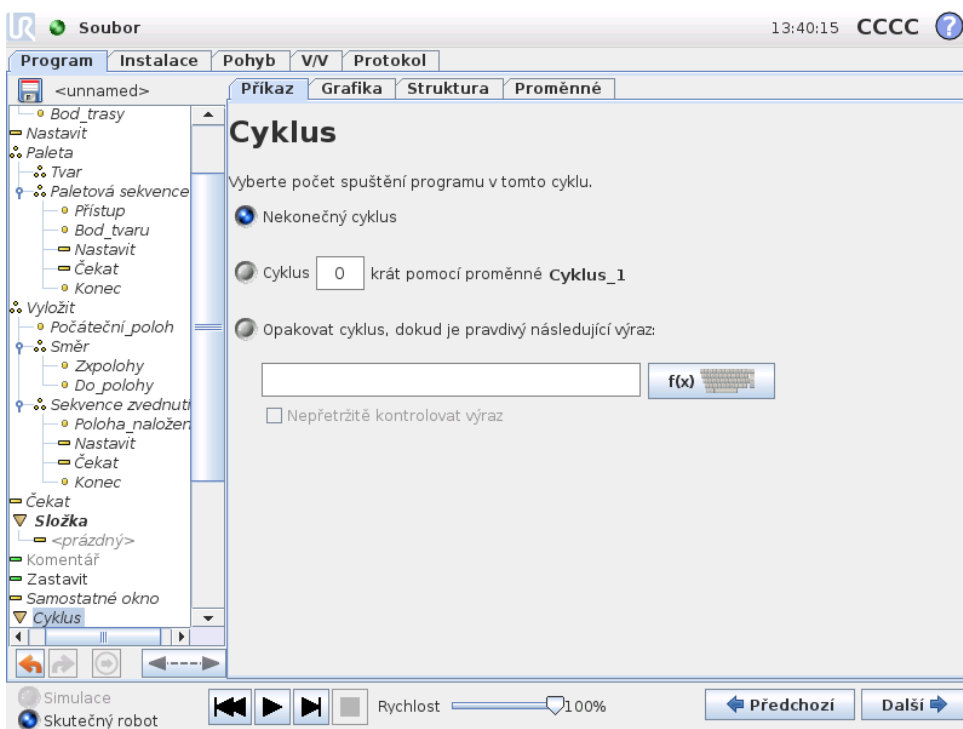 UR Soubor 13:40:15 CCCC ?
Program Instalace Pohyb V/V Protokol
<unnamed>
Příkaz Grafika Struktura Proměnné
Bod_trasy
Nastavit
Paleta
Tvar
Paletová sekvence
Přístup
Bod_tvaru
Nastavit
Čekat
Konec
Vyložit
Počáteční_poloh
Směr
Zxpolohy
Do_polohy
Sekvence zvednutí
Poloha_naložen
Nastavit
Čekat
Konec
Čekat
Složka
<prázdný>
Komentář
Zastavit
Samostatné okno
Cyklus
Cyklus
Vyberte počet spuštění programu v tomto cyklu.
Nekonečný cyklus
Cyklus 0 krát pomocí proměnné Cyklus_1
Opakovat cyklus, dokud je pravdivý následující výraz:
f(x)
Nepřetržitě kontrolovat výraz
Simulace
Skutečný robot
Rychlost 100%
Předchozí Další